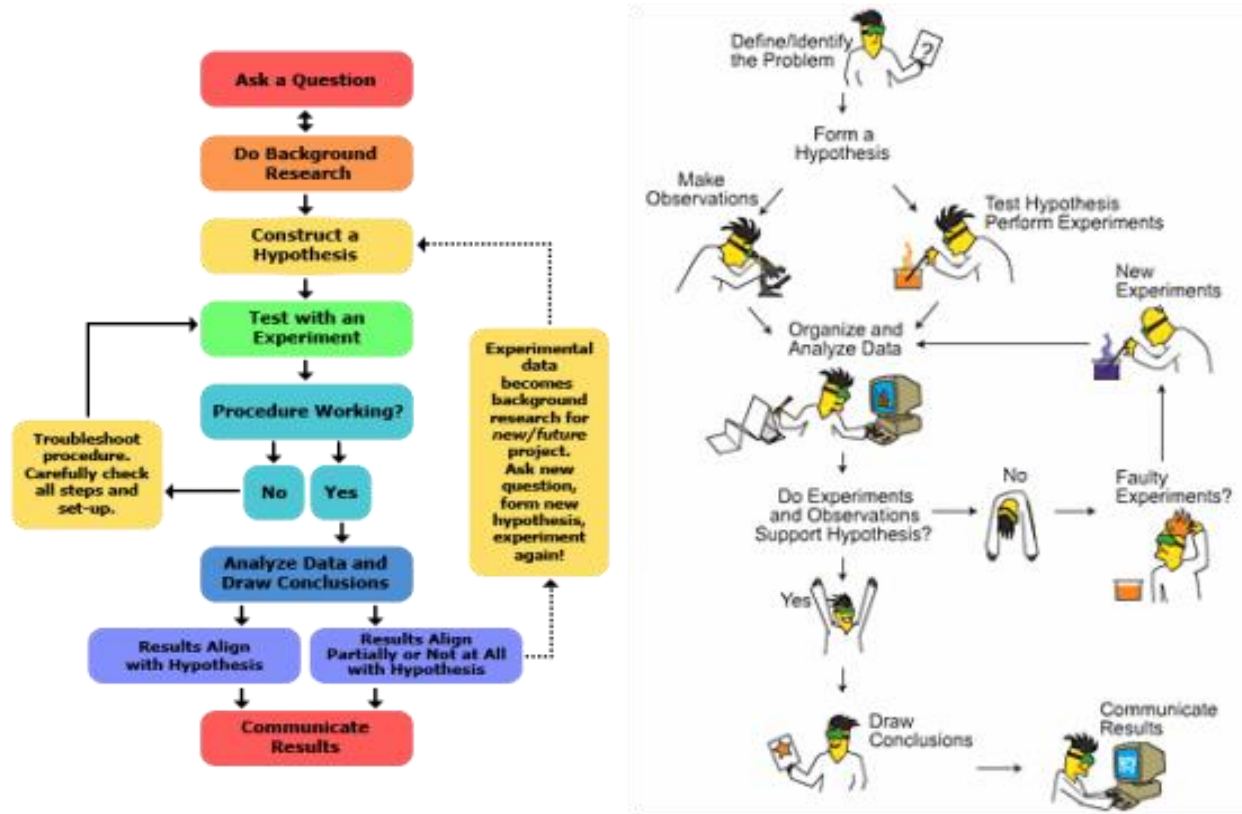 Ask a Question
Do Background
Research
Construct a
Hypothesis
Test with an
Experiment
Procedure Working?
No
Yes
Troubleshoot
procedure.
Carefully check
all steps and
set-up.
Analyze Data and
Draw Conclusions
Results Align
with Hypothesis
Results Align
Partially or Not at All
with Hypothesis
Communicate
Results
Experimental
data
becomes
background
research for
new/future
project.
Ask new
question,
form new
hypothesis,
experiment
again!
Define/Identify
the Problem
?
Form a
Hypothesis
Make
Observations
Test Hypothesis
Perform Experiments
New
Experiments
Organize and
Analyze Data
Do Experiments
and Observations
Support Hypothesis?
No
Faulty
Experiments?
Yes
Draw
Conclusions
Communicate
Results